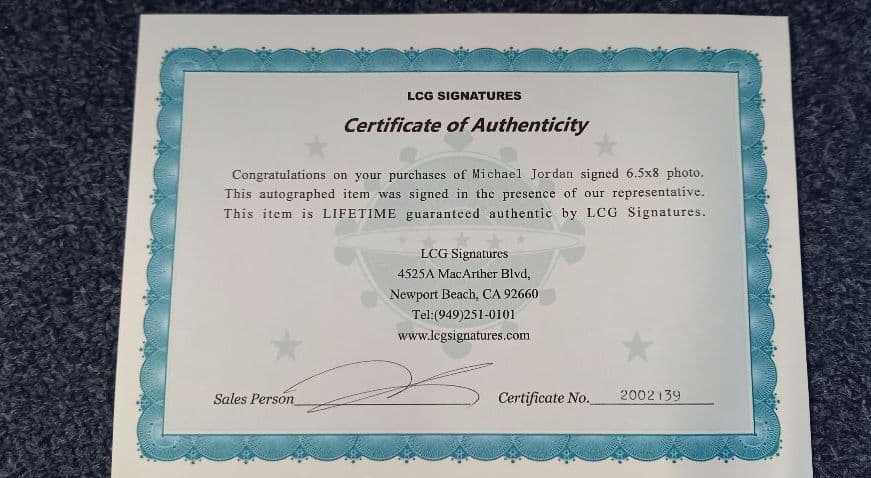 LCG SIGNATURES
Certificate of Authenticity
Congratulations on your purchases of Michael Jordan signed 6.5x8 photo.
This autographed item was signed in the presence of our representative.
This item is LIFETIME guaranteed authentic by LCG Signatures.
LCG Signatures
4525A MacArther Blvd,
Newport Beach, CA 92660
Tel:(949)251-0101
www.lcgsignatures.com
Sales Person
Certificate No. 2002139